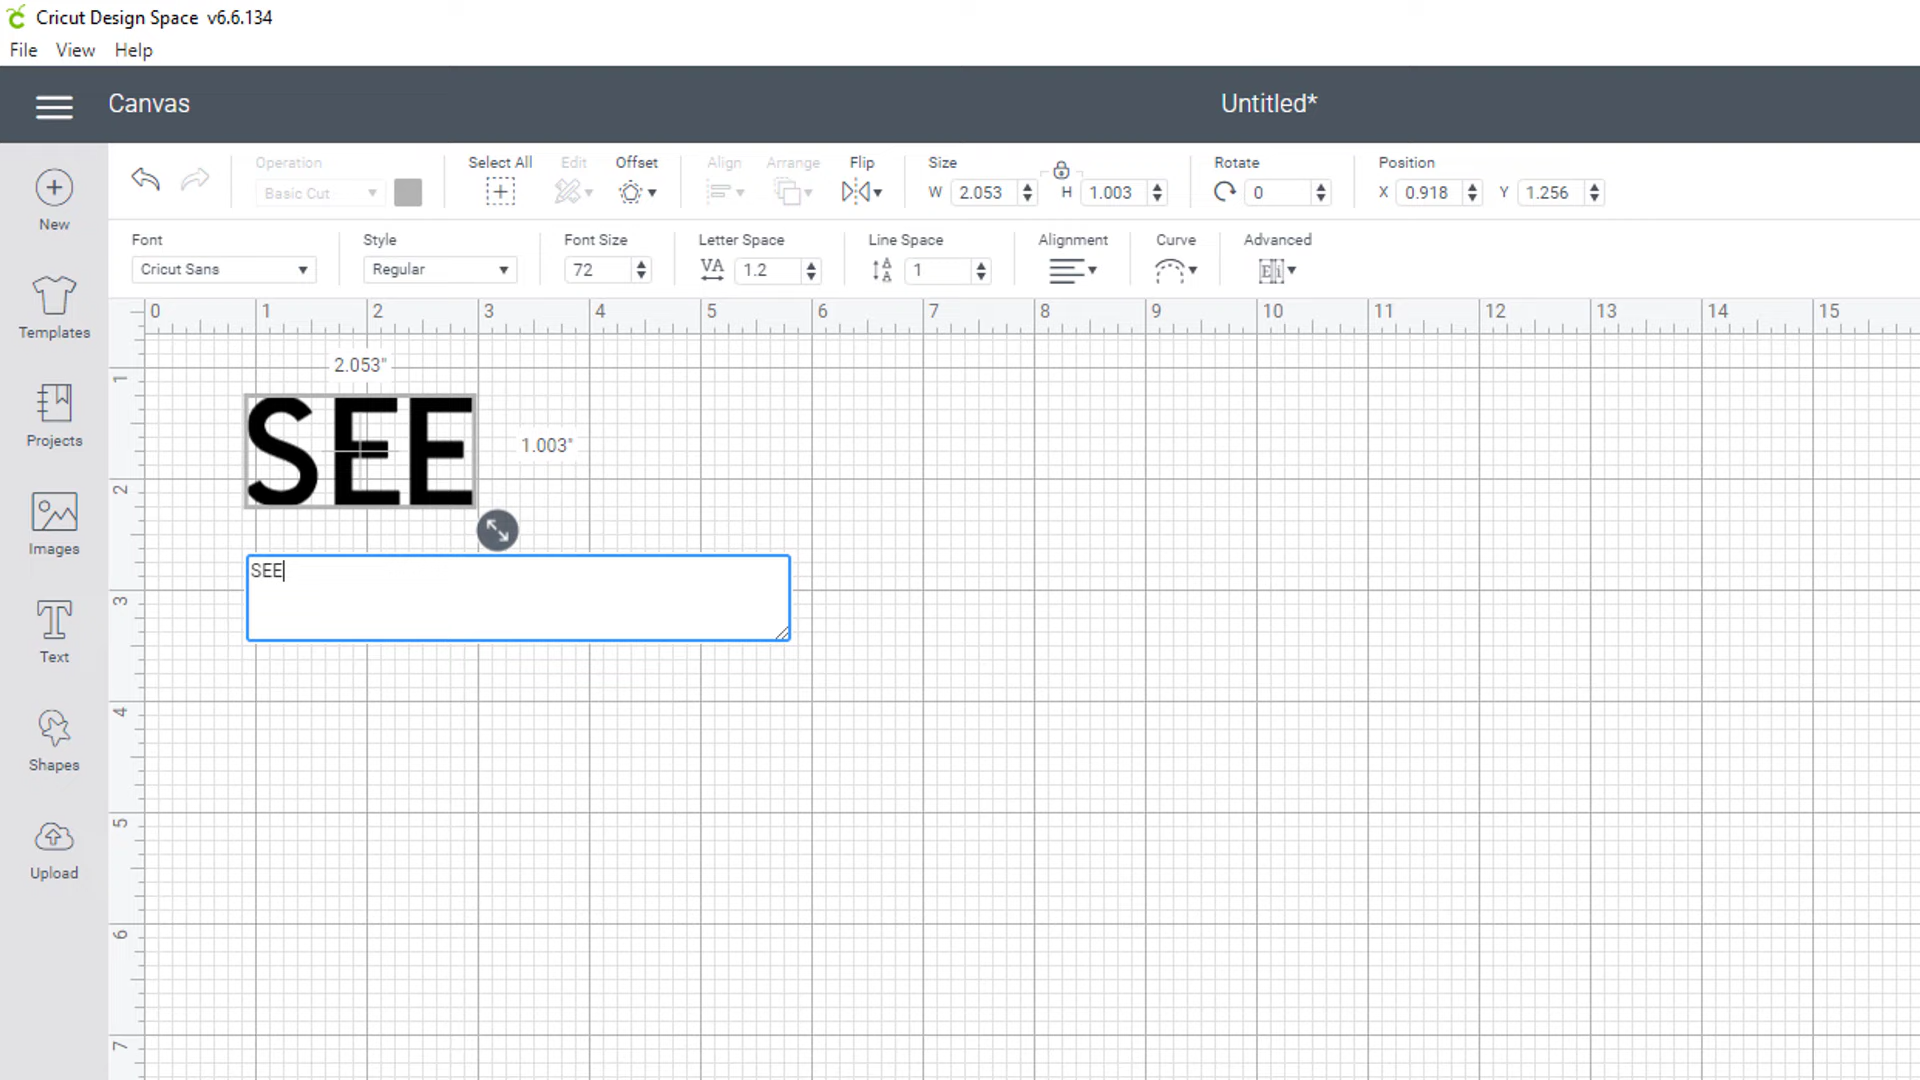 Cricut Design Space v6.6.134
File View Help
Canvas Untitled*
Operation Select All Edit Offset Align Arrange Flip Size Rotate Position
Basic Cut W 2.053 H 1.003 0 X 0.918 Y 1.256
Font Style Font Size Letter Space Line Space Alignment Curve Advanced
Cricut Sans Regular 72 VA 1.2 A A 1 E i
New
Templates
Projects
Images
Text
Shapes
Upload
0 1 2 3 4 5 6 7 8 9 10 11 12 13 14 15
1
2
3
4
5
6
7
2.053"
SEE
1.003"
SEE